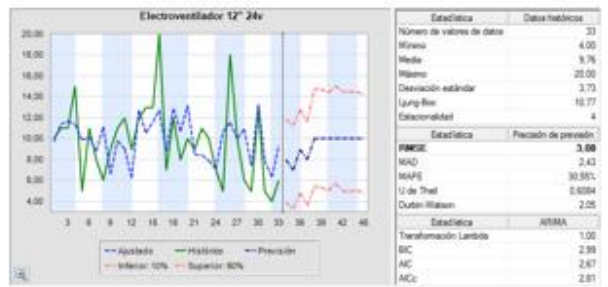 Electroventilador 12" 24v
20,00
18,00
16,00
14,00
12,00
10,00
8,00
6,00
4,00
3 6 9 12 15 18 21 24 27 30 33 36 39 42 45
Ajustado Histórico Previsión
Inferior: 10% Superior: 90%
Estadística Datos históricos
Número de valores de datos 33
Mínimo 4,00
Media 9,76
Máximo 20,00
Desviación estándar 3,73
Ljung-Box 10,77
Estacionalidad 4
Estadística Precisión de previsión
RMSE 3,08
MAD 2,43
MAPE 30,55%
U de Theil 0,6084
Durbin-Watson 2,05
Estadística ARIMA
Transformación Lambda 1,00
BIC 2,99
AIC 2,67
AICc 2,81